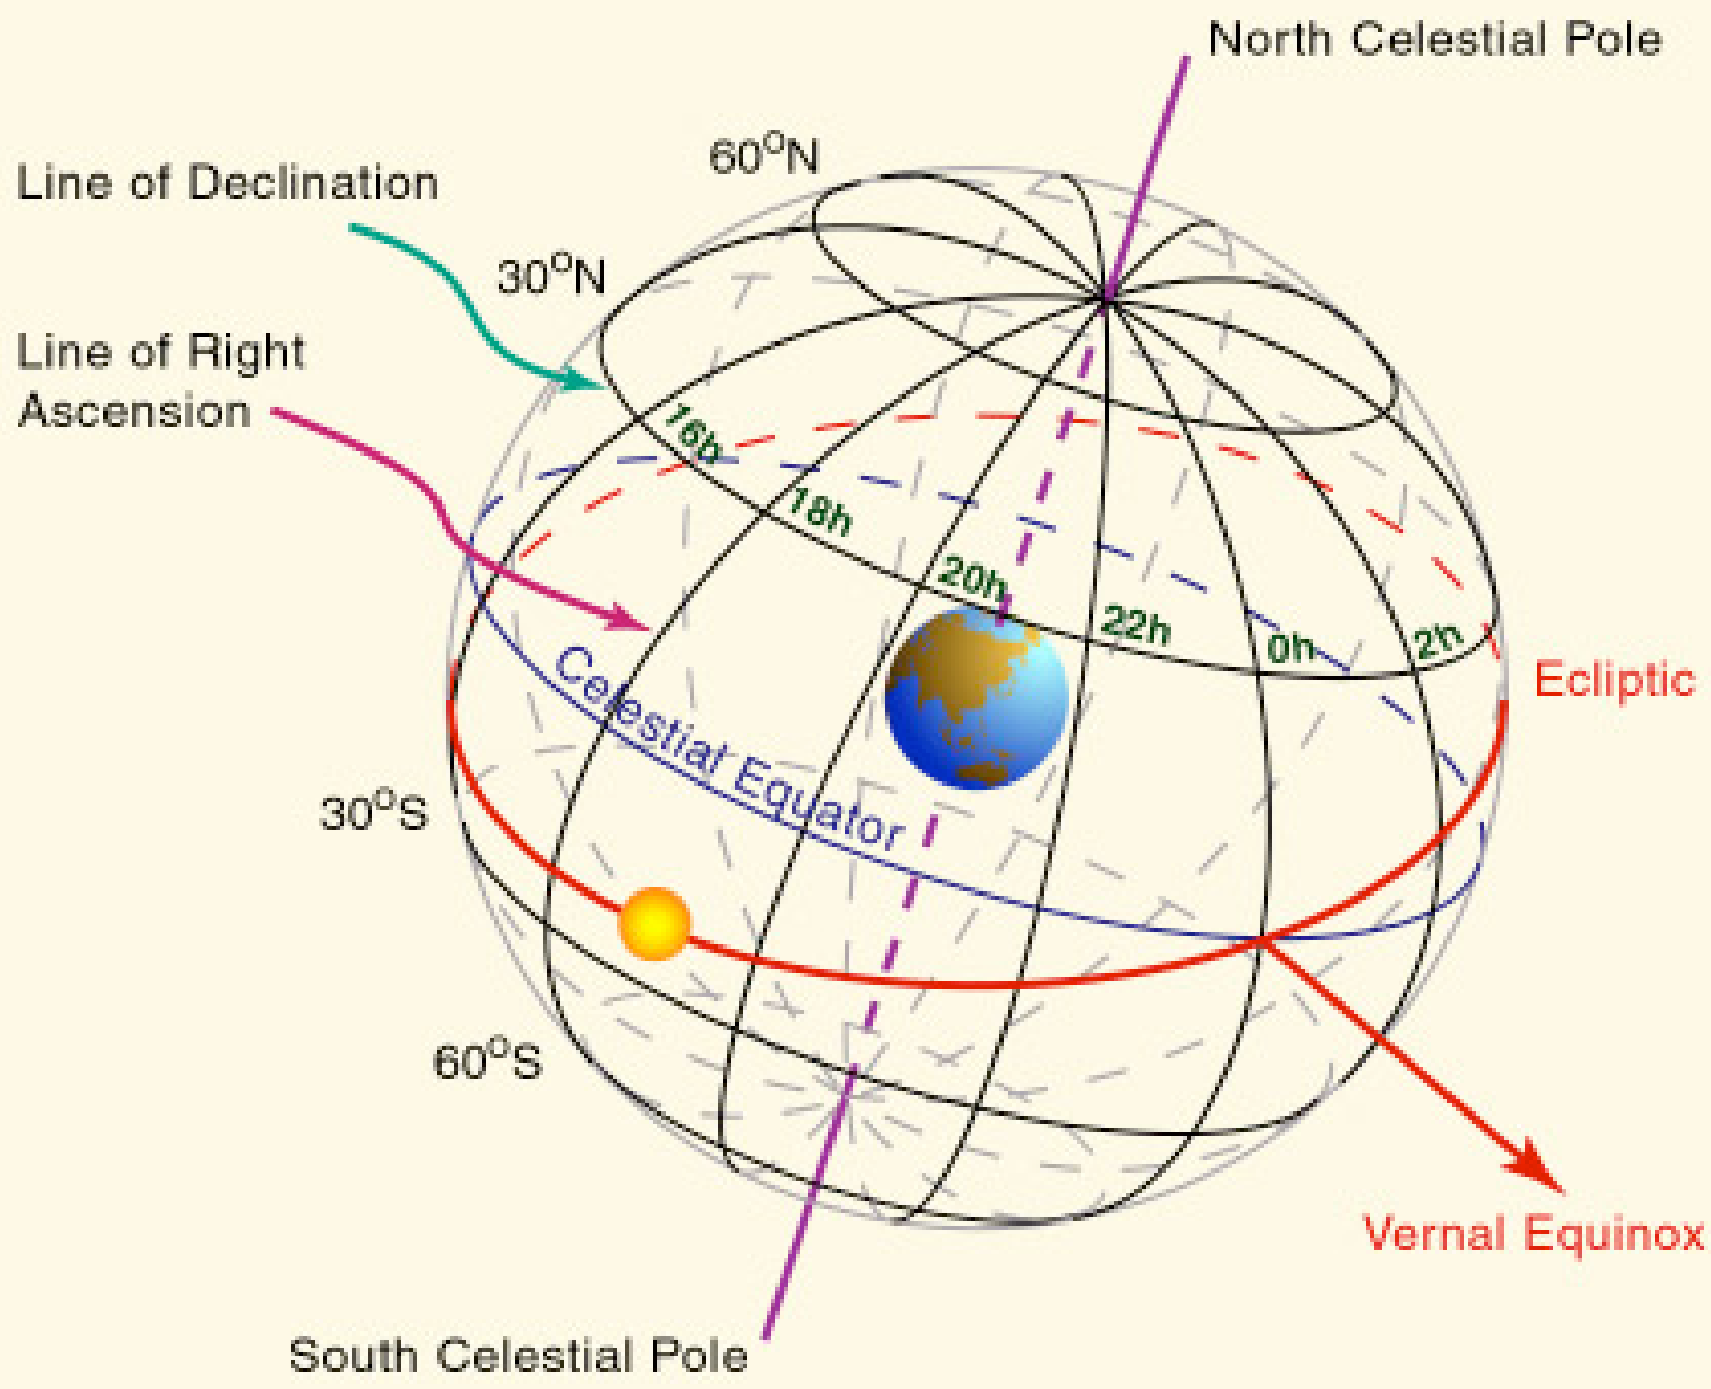 North Celestial Pole
60°N
Line of Declination
30°N
Line of Right
Ascension
16h
18h
20h
22h
0h
2h
Celestial Equator
Ecliptic
30°S
60°S
Vernal Equinox
South Celestial Pole